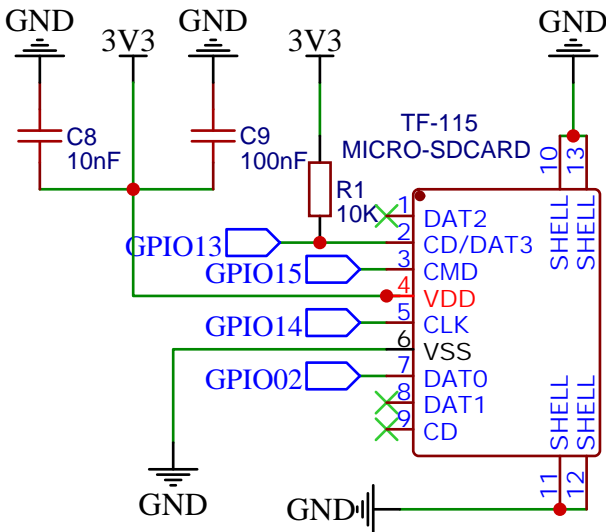 GND
3V3
GND
3V3
GND
C8
10nF
C9
100nF
TF-115
MICRO-SDCARD
R1
10K
10
13
SHELL
SHELL
1
DAT2
GPIO13
2
CD/DAT3
GPIO15
3
CMD
4
VDD
GPIO14
5
CLK
6
VSS
GPIO02
7
DAT0
8
DAT1
9
CD
SHELL
SHELL
11
12
GND
GND